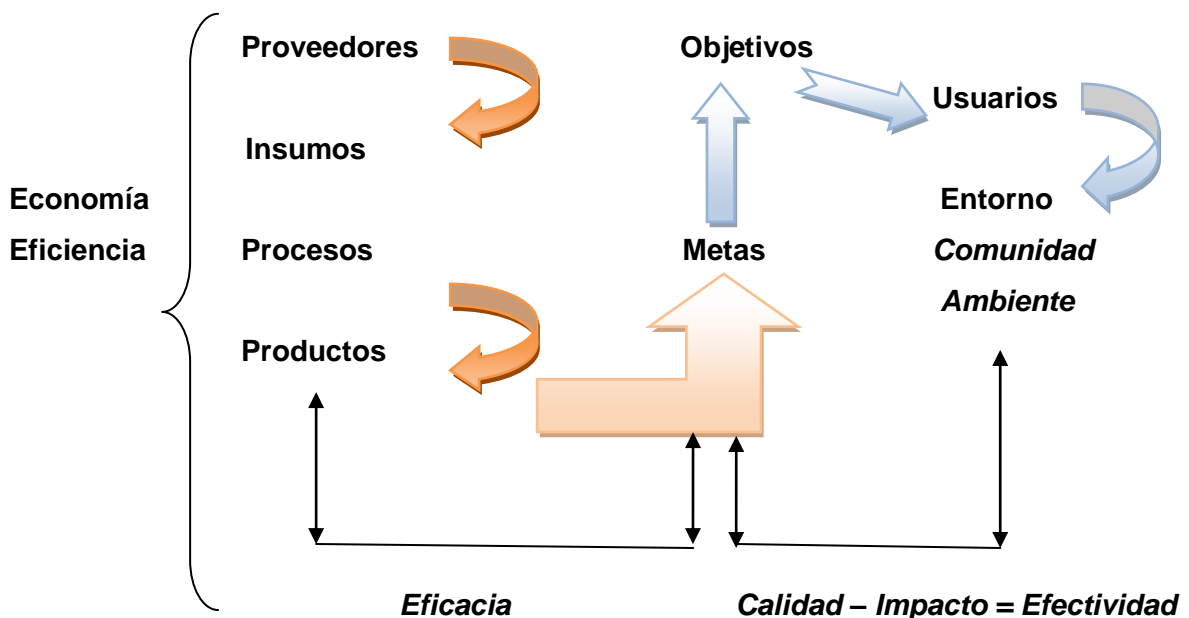 Proveedores
Objetivos
Usuarios
Insumos
Economía
Eficiencia
Entorno
Procesos
Metas
Comunidad
Ambiente
Productos
Eficacia
Calidad – Impacto = Efectividad